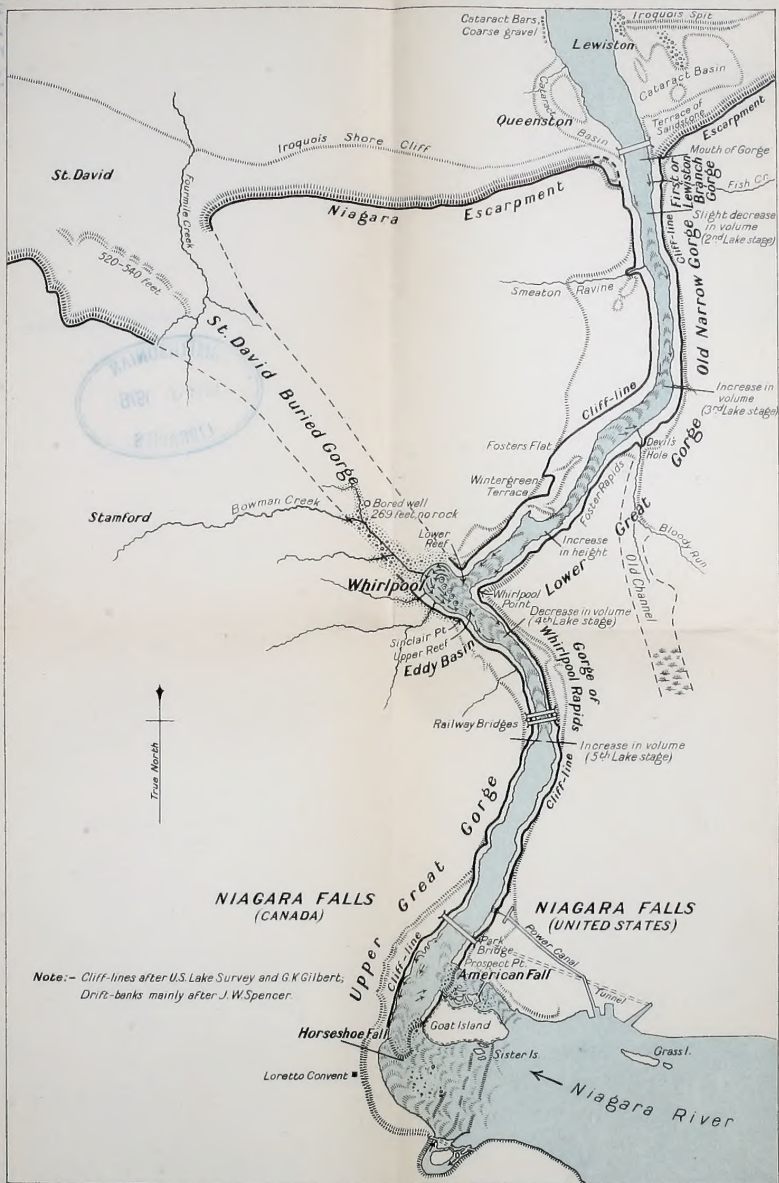 Cataract Bars,
Coarse gravel
Iroquois Spit
Lewiston
Cataract Basin
Cataract
Basin
Queenston
Terrace of
Sandstone
Escarpment
Mouth of Gorge
Iroquois Shore Cliff
St. David
Fourmile Creek
Niagara Escarpment
First or
Lewiston
Branch
Gorge
Fish Cr.
Cliff-line
Slight decrease
in volume
(2nd Lake stage)
Old Narrow Gorge
Smeaton Ravine
520-540 feet
St. David Buried Gorge
Cliff-line
Increase in
volume
(3rd Lake stage)
Fosters Flat
Devil's
Hole
Wintergreen
Terrace
Foster Rapids
Lower Great Gorge
Bloody Run
Old Channel
Stamford
Bowman Creek
Bored well
269 feet, no rock
Lower
Reef
Increase
in height
Whirlpool
Whirlpool
Point
Decrease in volume
(4th Lake stage)
Sinclair Pt.
Upper Reef
Eddy Basin
Gorge of
Whirlpool Rapids
Railway Bridges
Increase in volume
(5th Lake stage)
Cliff-line
True North
Upper Great Gorge
NIAGARA FALLS
(CANADA)
NIAGARA FALLS
(UNITED STATES)
Cliff-line
Park
Bridge
Power Canal
Prospect Pt.
American Fall
Tunnel
Note:- Cliff-lines after U.S. Lake Survey and G.K Gilbert;
Drift-banks mainly after J.W. Spencer.
Horseshoe Fall
Goat Island
Sister Is.
Grass I.
Loretto Convent
Niagara River